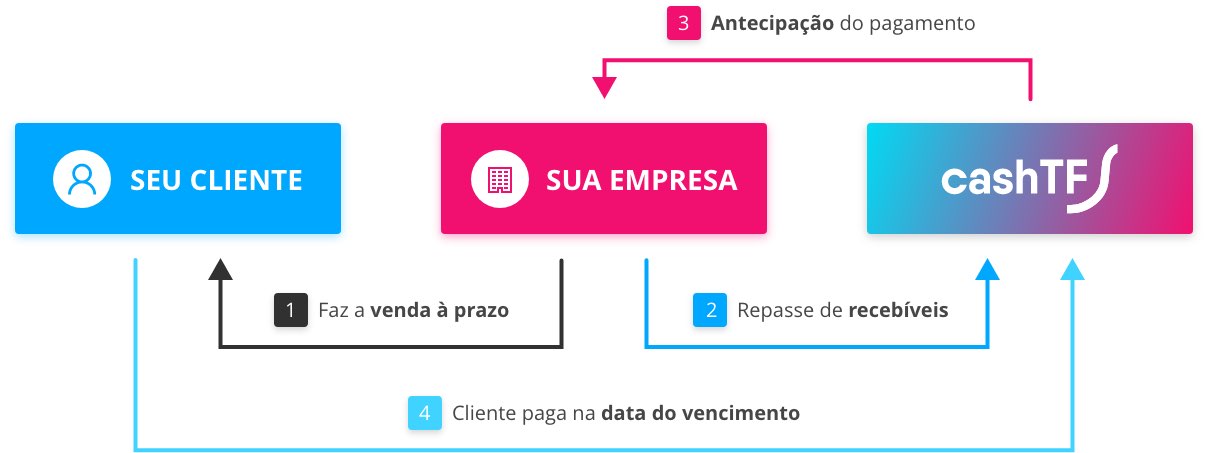 3 Antecipação do pagamento
SEU CLIENTE
SUA EMPRESA
cashTF
1 Faz a venda à prazo
2 Repasse de recebíveis
4 Cliente paga na data do vencimento